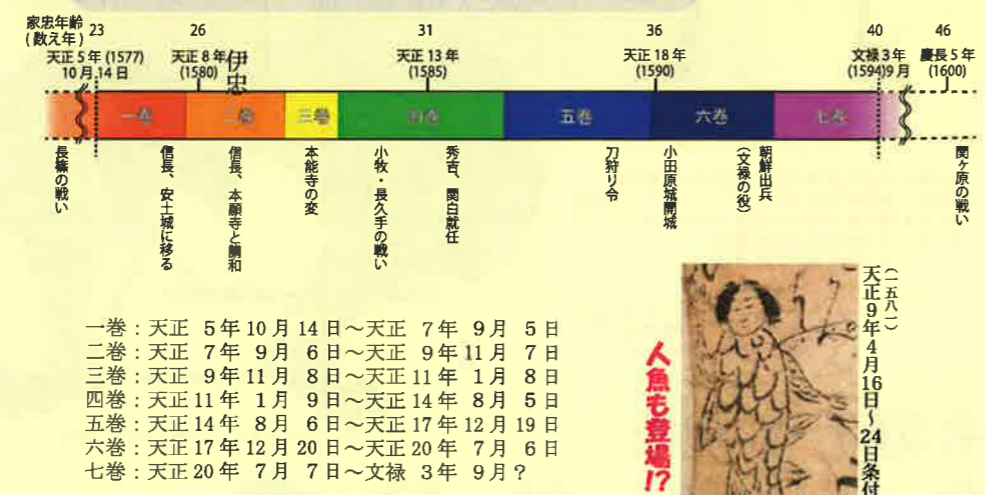 家忠年齢
(数え年)
23
26
31
36
40
46
天正5年(1577)
10月14日
天正8年
(1580)
伊忠
天正13年
(1585)
天正18年
(1590)
文禄3年
(1594)9月
慶長5年
(1600)
一巻
二巻
三巻
四巻
五巻
六巻
七巻
長篠の戦い
信長、安土城に移る
信長、本願寺と講和
本能寺の変
小牧・長久手の戦い
秀吉、関白就任
刀狩り令
小田原城開城
朝鮮出兵
(文禄の役)
関ヶ原の戦い
一巻:天正 5年10月14日~天正 7年 9月 5日
二巻:天正 7年 9月 6日~天正 9年11月 7日
三巻:天正 9年11月 8日~天正11年 1月 8日
四巻:天正11年 1月 9日~天正14年 8月 5日
五巻:天正14年 8月 6日~天正17年12月19日
六巻:天正17年12月20日~天正20年 7月 6日
七巻:天正20年 7月 7日~文禄 3年 9月?
(一五八一)
天正9年4月16日~24日条付
人魚も登場!?